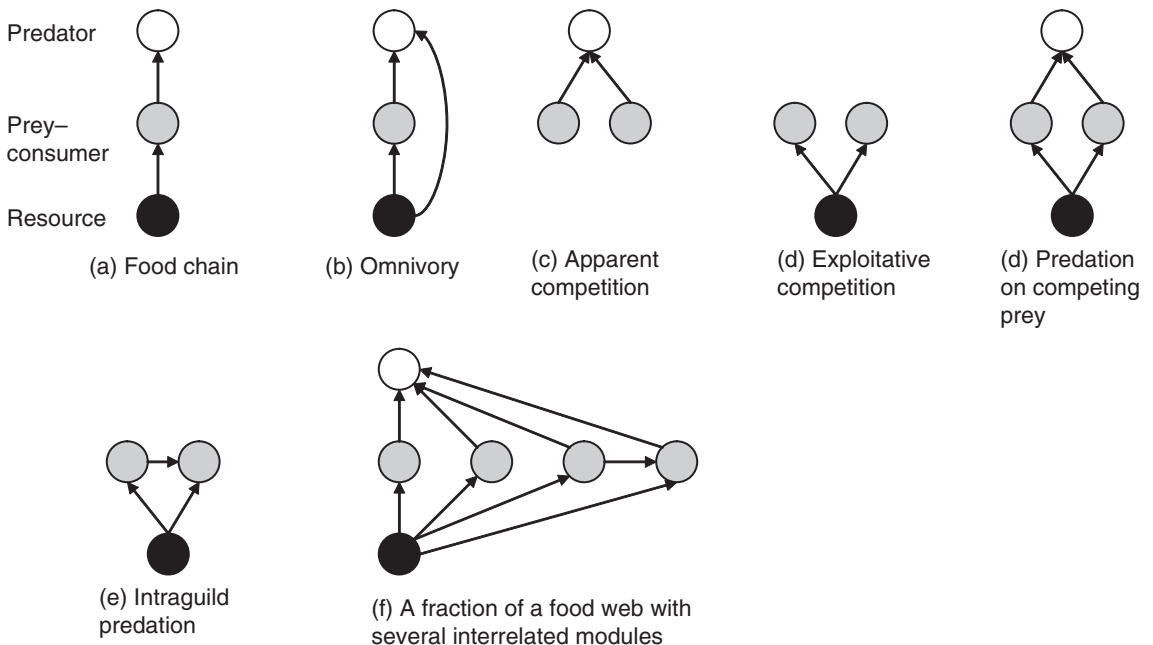 Predator
Prey–
consumer
Resource
(a) Food chain
(b) Omnivory
(c) Apparent
competition
(d) Exploitative
competition
(d) Predation
on competing
prey
(e) Intraguild
predation
(f) A fraction of a food web with
several interrelated modules